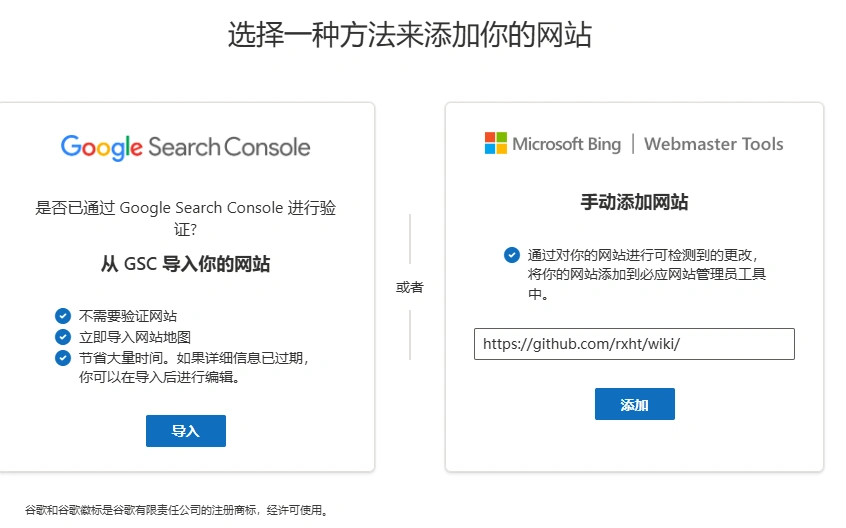 选择一种方法来添加你的网站
Google Search Console
是否已通过 Google Search Console 进行验
证?
从 GSC 导入你的网站
不需要验证网站
立即导入网站地图
节省大量时间。如果详细信息已过期，
你可以在导入后进行编辑。
导入
或者
Microsoft Bing | Webmaster Tools
手动添加网站
通过对你的网站进行可检测到的更改，
将你的网站添加到必应网站管理员工具
中。
https://github.com/rxht/wiki/
添加
谷歌和谷歌徽标是谷歌有限责任公司的注册商标，经许可使用。